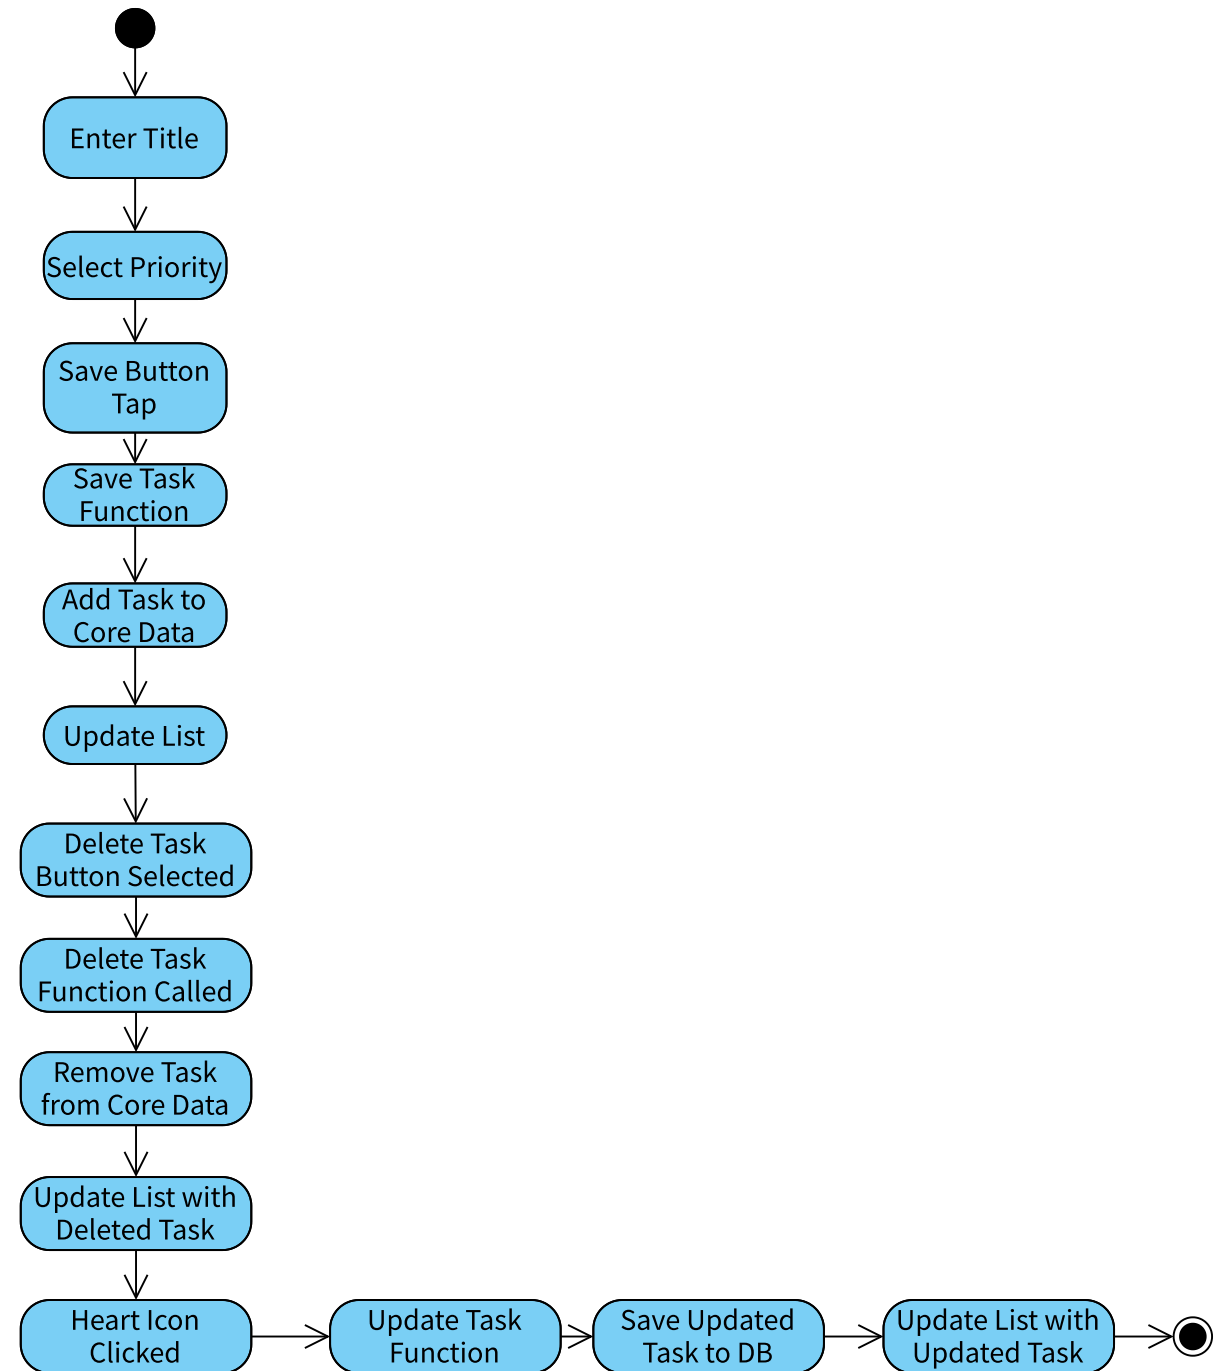 Enter Title
Select Priority
Save Button
Tap
Save Task
Function
Add Task to
Core Data
Update List
Delete Task
Button Selected
Delete Task
Function Called
Remove Task
from Core Data
Update List with
Deleted Task
Heart Icon
Clicked
Update Task
Function
Save Updated
Task to DB
Update List with
Updated Task